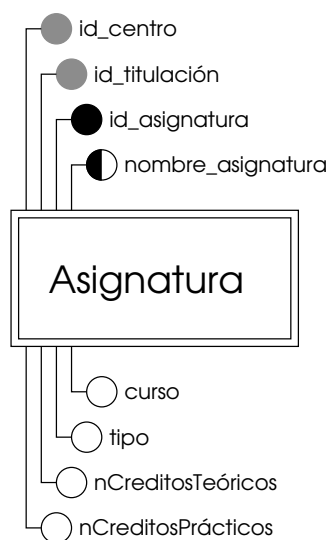 id_centro
id_titulación
id_asignatura
nombre_asignatura
Asignatura
curso
tipo
nCreditosTeóricos
nCreditosPrácticos